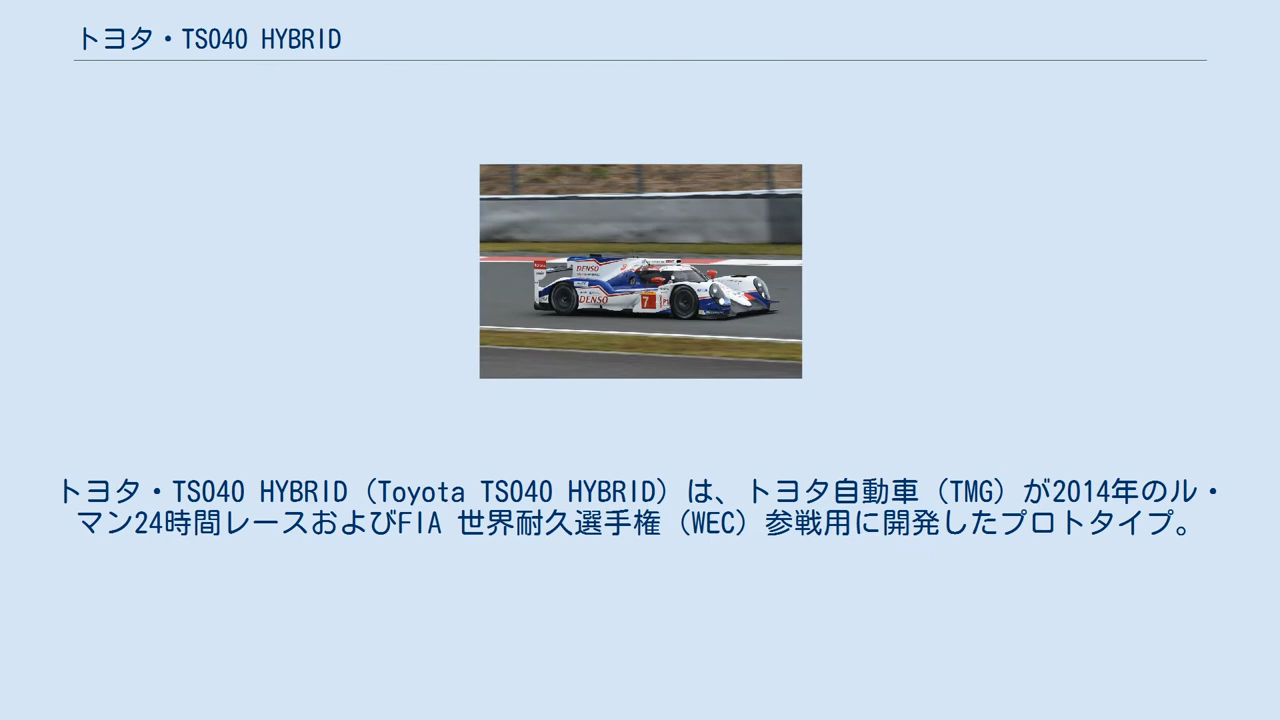 トヨタ・TS040 HYBRID
DENSO
DENSO
7
トヨタ・TS040 HYBRID（Toyota TS040 HYBRID）は、トヨタ自動車（TMG）が2014年のル・
マン24時間レースおよびFIA 世界耐久選手権（WEC）参戦用に開発したプロトタイプ。